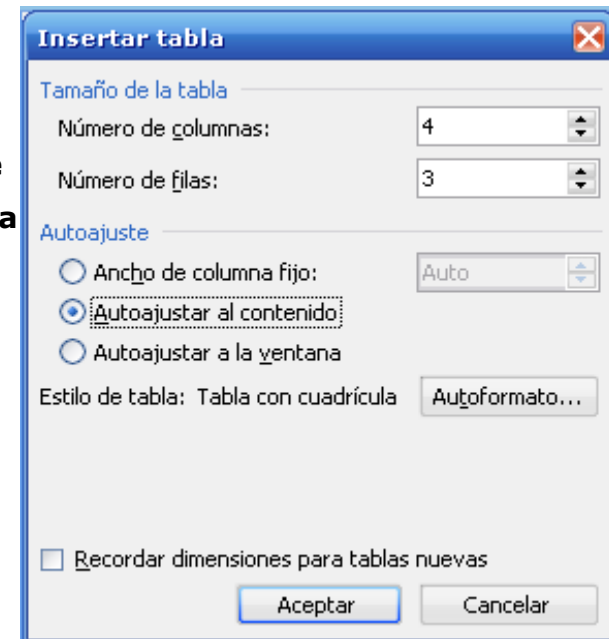 Insertar tabla
Tamaño de la tabla
Número de columnas: 4
Número de filas: 3
Autoajuste
Ancho de columna fijo: Auto
Autoajustar al contenido
Autoajustar a la ventana
Estilo de tabla: Tabla con cuadrícula Autoformato...
Recordar dimensiones para tablas nuevas
Aceptar Cancelar